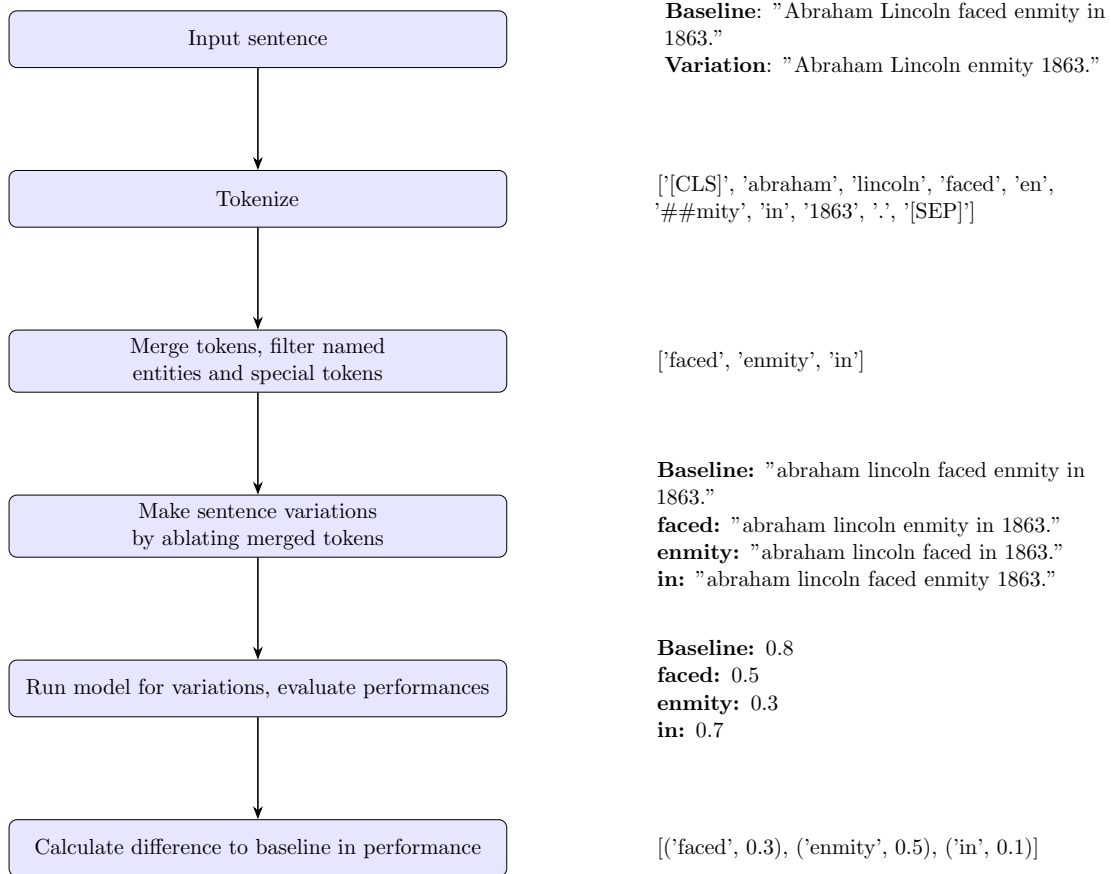 Input sentence
Baseline: ”Abraham Lincoln faced enmity in
1863.”
Variation: ”Abraham Lincoln enmity 1863.”
Tokenize
[’[CLS]’, ’abraham’, ’lincoln’, ’faced’, ’en’,
’##mity’, ’in’, ’1863’, ’.’, ’[SEP]’]
Merge tokens, filter named
entities and special tokens
[’faced’, ’enmity’, ’in’]
Make sentence variations
by ablating merged tokens
Baseline: ”abraham lincoln faced enmity in
1863.”
faced: ”abraham lincoln enmity in 1863.”
enmity: ”abraham lincoln faced in 1863.”
in: ”abraham lincoln faced enmity 1863.”
Run model for variations, evaluate performances
Baseline: 0.8
faced: 0.5
enmity: 0.3
in: 0.7
Calculate difference to baseline in performance
[(’faced’, 0.3), (’enmity’, 0.5), (’in’, 0.1)]